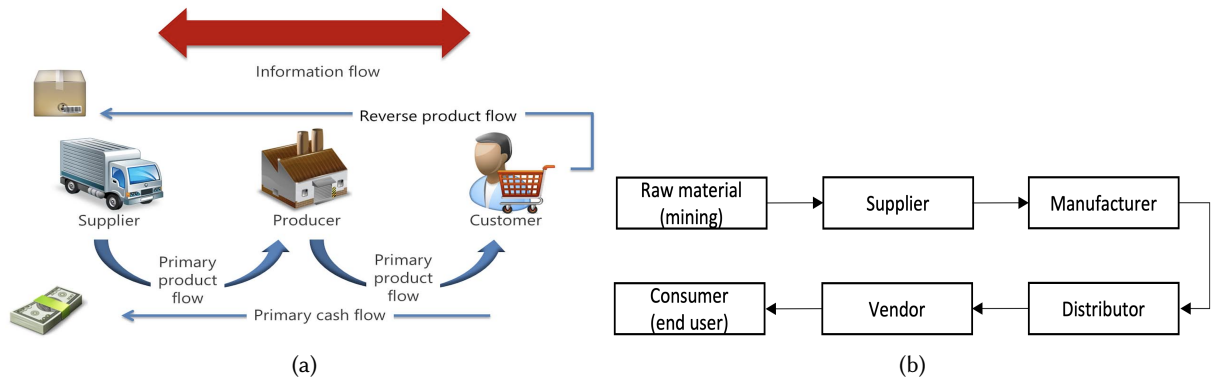 Information flow
Reverse product flow
Supplier
Producer
Customer
Primary
product
flow
Primary
product
flow
Primary cash flow
(a)
Raw material
(mining)
Supplier
Manufacturer
Consumer
(end user)
Vendor
Distributor
(b)